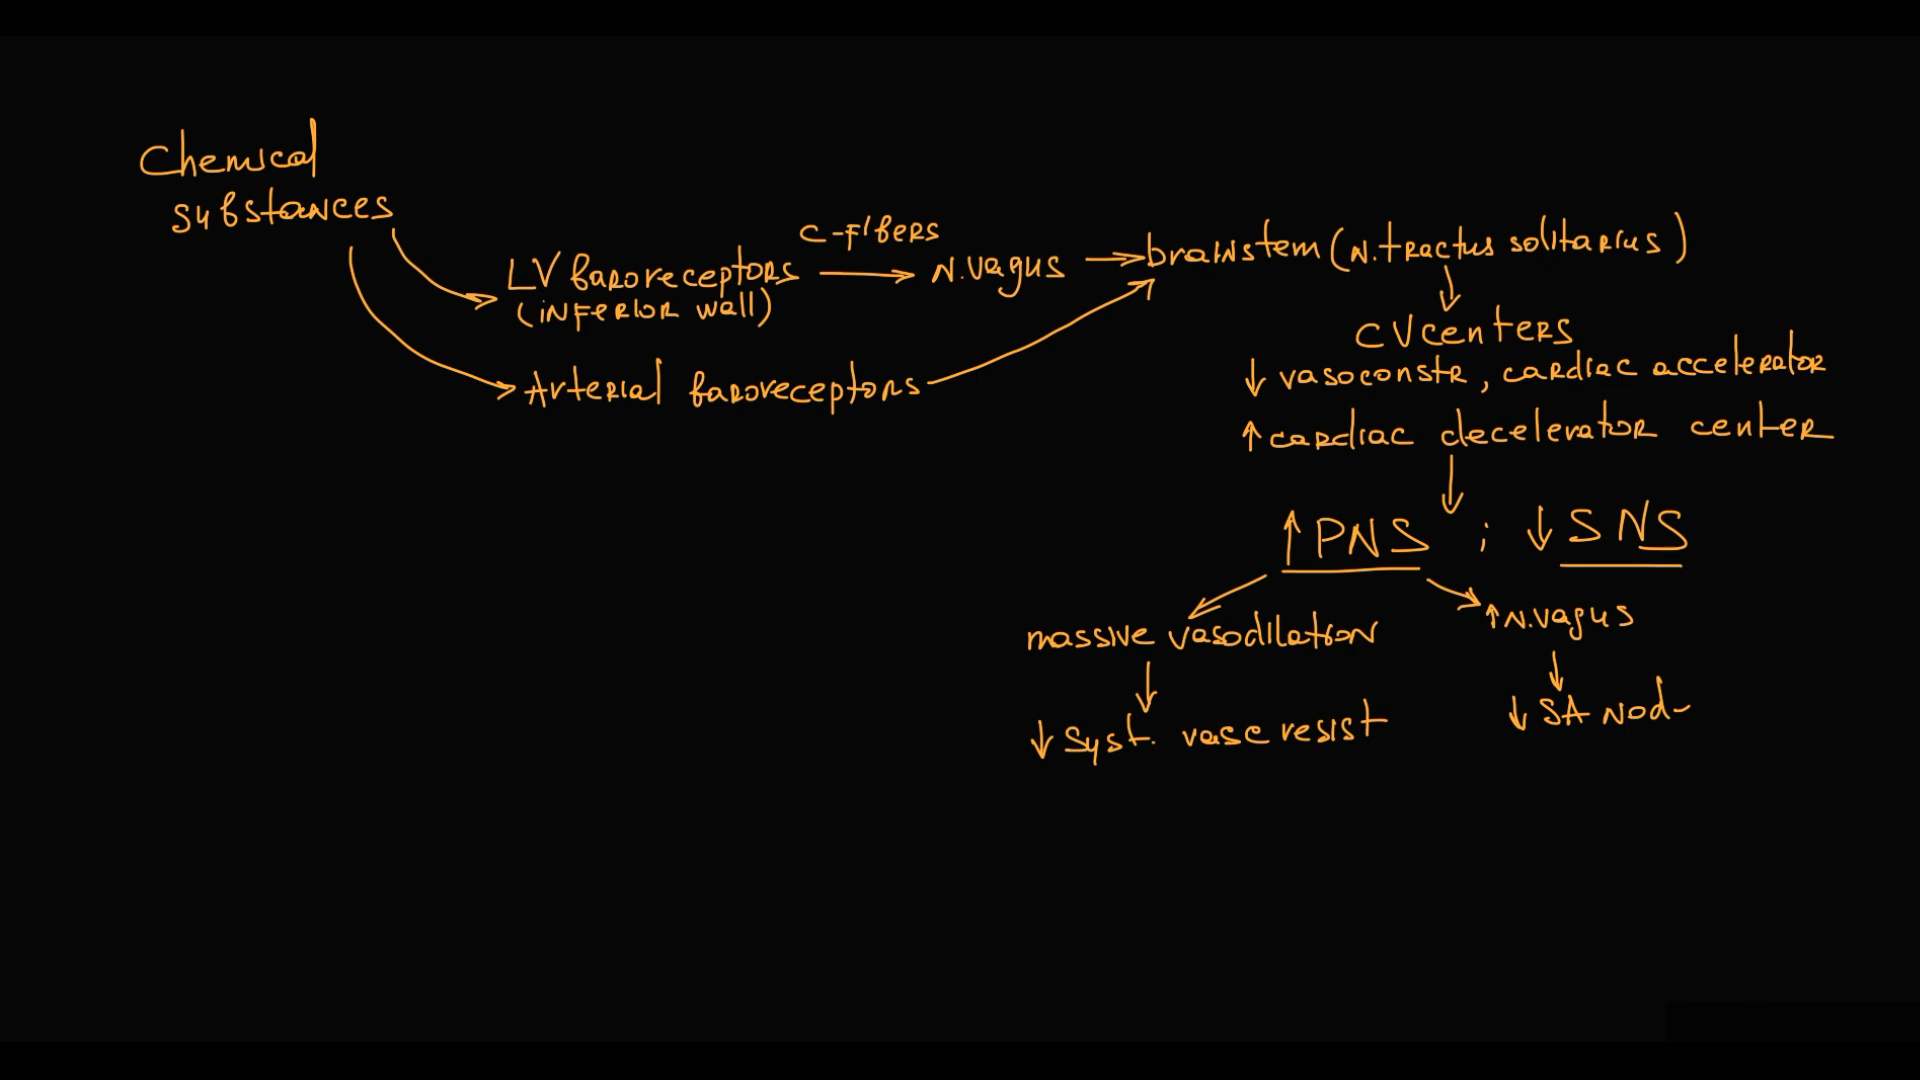 Chemical
substances
C-fibers
LV baroreceptors → N.vagus → brainstem (N.tractus solitarius)
(inferior wall)
Arterial baroreceptors
CV centers
↓ vasoconstr, cardiac accelerator
↑ cardiac decelerator center
↑ PNS ; ↓ SNS
massive vasodilation
↑ N.vagus
↓ Syst. vasc resist
↓ SA Nod